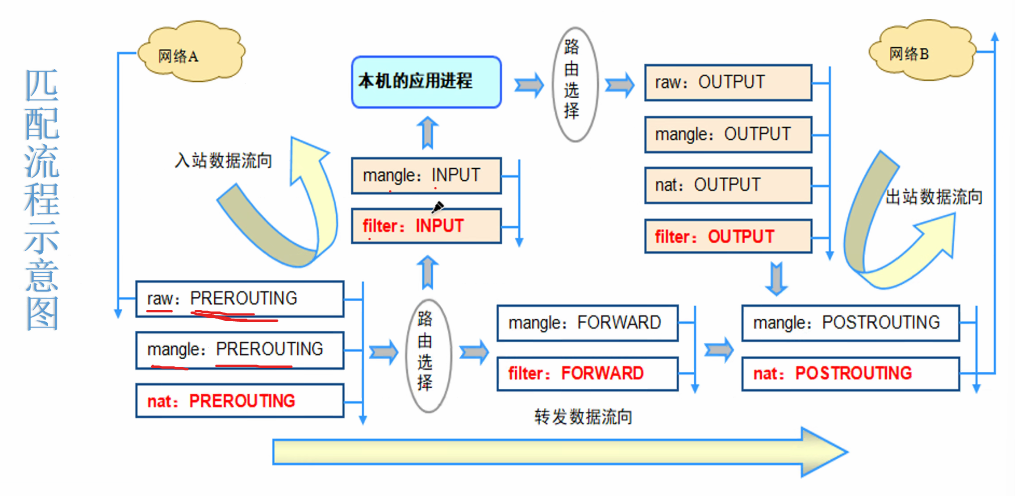 匹配流程示意图
网络A
入站数据流向
raw：PREROUTING
mangle：PREROUTING
nat：PREROUTING
路由选择
本机的应用进程
mangle：INPUT
filter：INPUT
路由选择
raw：OUTPUT
mangle：OUTPUT
nat：OUTPUT
filter：OUTPUT
mangle：FORWARD
filter：FORWARD
网络B
出站数据流向
mangle：POSTROUTING
nat：POSTROUTING
转发数据流向